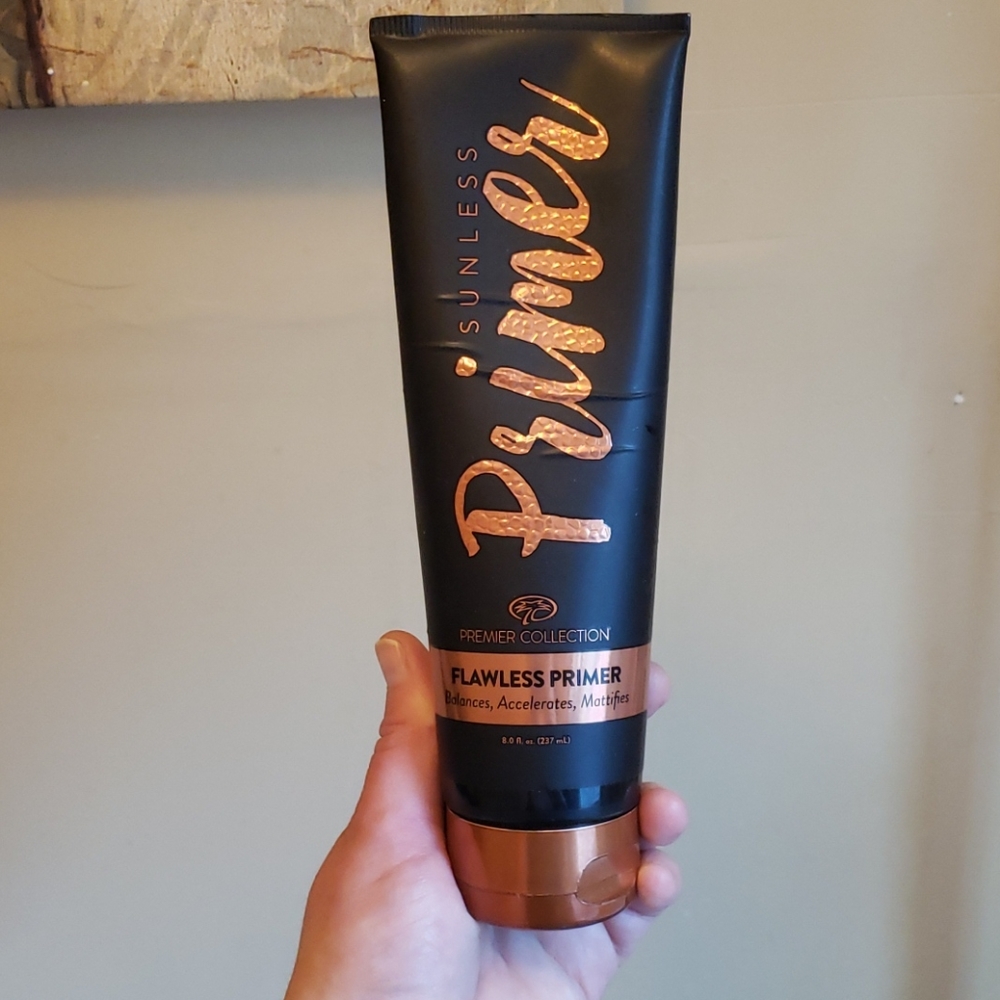 SUNLESS
Primer
PREMIER COLLECTION
FLAWLESS PRIMER
Balances, Accelerates, Mattifies
8.0 fl. oz. (237 mL)